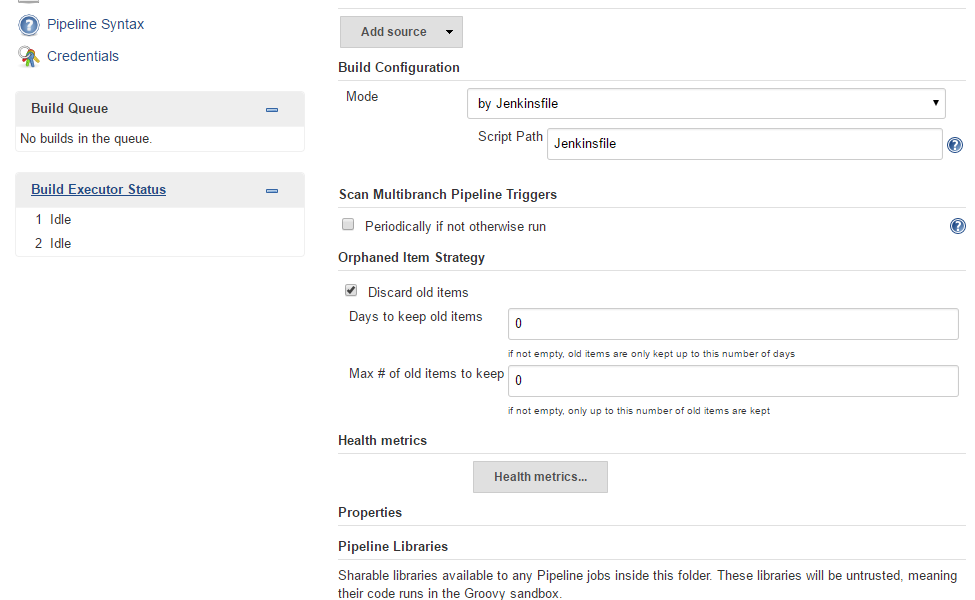 Pipeline Syntax
Credentials
Build Queue
No builds in the queue.
Build Executor Status
1 Idle
2 Idle
Add source
Build Configuration
Mode
by Jenkinsfile
Script Path
Jenkinsfile
Scan Multibranch Pipeline Triggers
Periodically if not otherwise run
Orphaned Item Strategy
Discard old items
Days to keep old items
0
if not empty, old items are only kept up to this number of days
Max # of old items to keep
0
if not empty, only up to this number of old items are kept
Health metrics
Health metrics...
Properties
Pipeline Libraries
Sharable libraries available to any Pipeline jobs inside this folder. These libraries will be untrusted, meaning
their code runs in the Groovy sandbox.